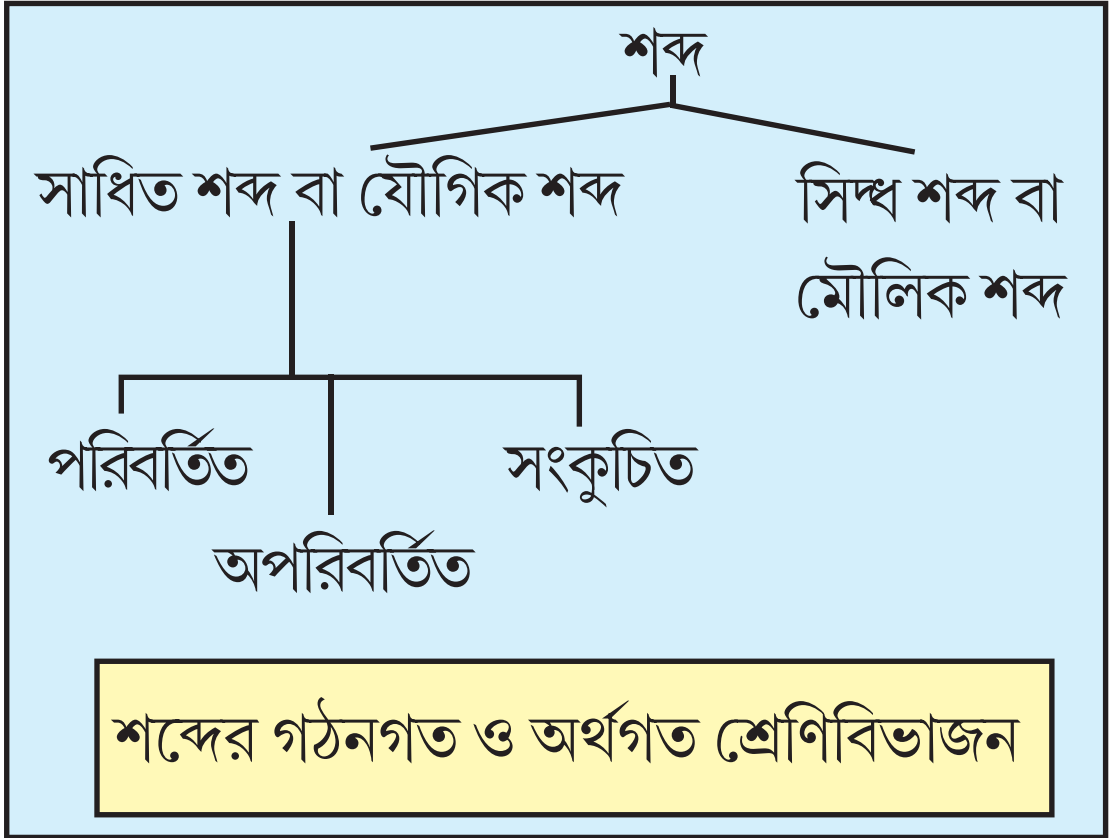 শব্দ
সাধিত শব্দ বা যৌগিক শব্দ
সিদ্ধ শব্দ বা
মৌলিক শব্দ
পরিবর্তিত
সংকুচিত
অপরিবর্তিত
শব্দের গঠনগত ও অর্থগত শ্রেণিবিভাজন